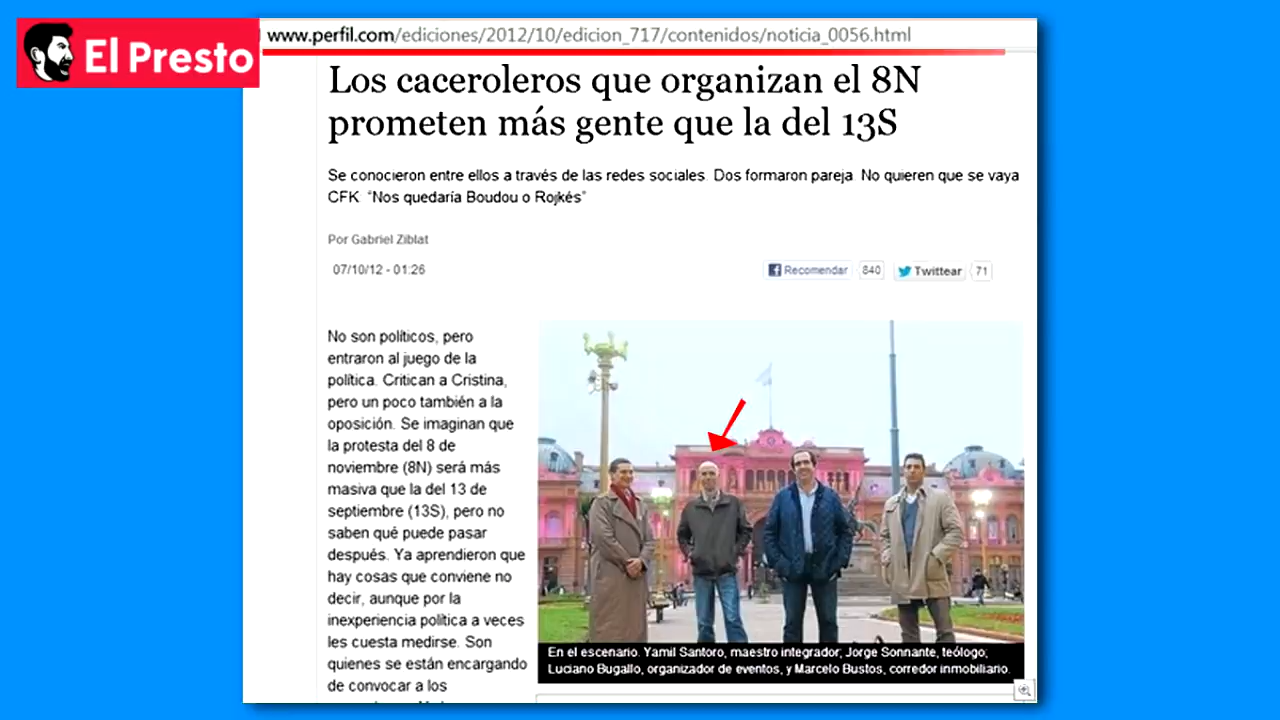 El Presto
www.perfil.com/ediciones/2012/10/edicion_717/contenidos/noticia_0056.html
Los caceroleros que organizan el 8N
prometen más gente que la del 13S
Se conocieron entre ellos a través de las redes sociales. Dos formaron pareja. No quieren que se vaya
CFK. “Nos quedaría Boudou o Rojkés”
Por Gabriel Ziblat
07/10/12 - 01:26
Recomendar 840 Twittear 71
No son políticos, pero
entraron al juego de la
política. Critican a Cristina,
pero un poco también a la
oposición. Se imaginan que
la protesta del 8 de
noviembre (8N) será más
masiva que la del 13 de
septiembre (13S), pero no
saben qué puede pasar
después. Ya aprendieron que
hay cosas que conviene no
decir, aunque por la
inexperiencia política a veces
les cuesta medirse. Son
quienes se están encargando
de convocar a los
En el escenario. Yamil Santoro, maestro integrador; Jorge Sonnante, teólogo;
Luciano Bugallo, organizador de eventos, y Marcelo Bustos, corredor inmobiliario.